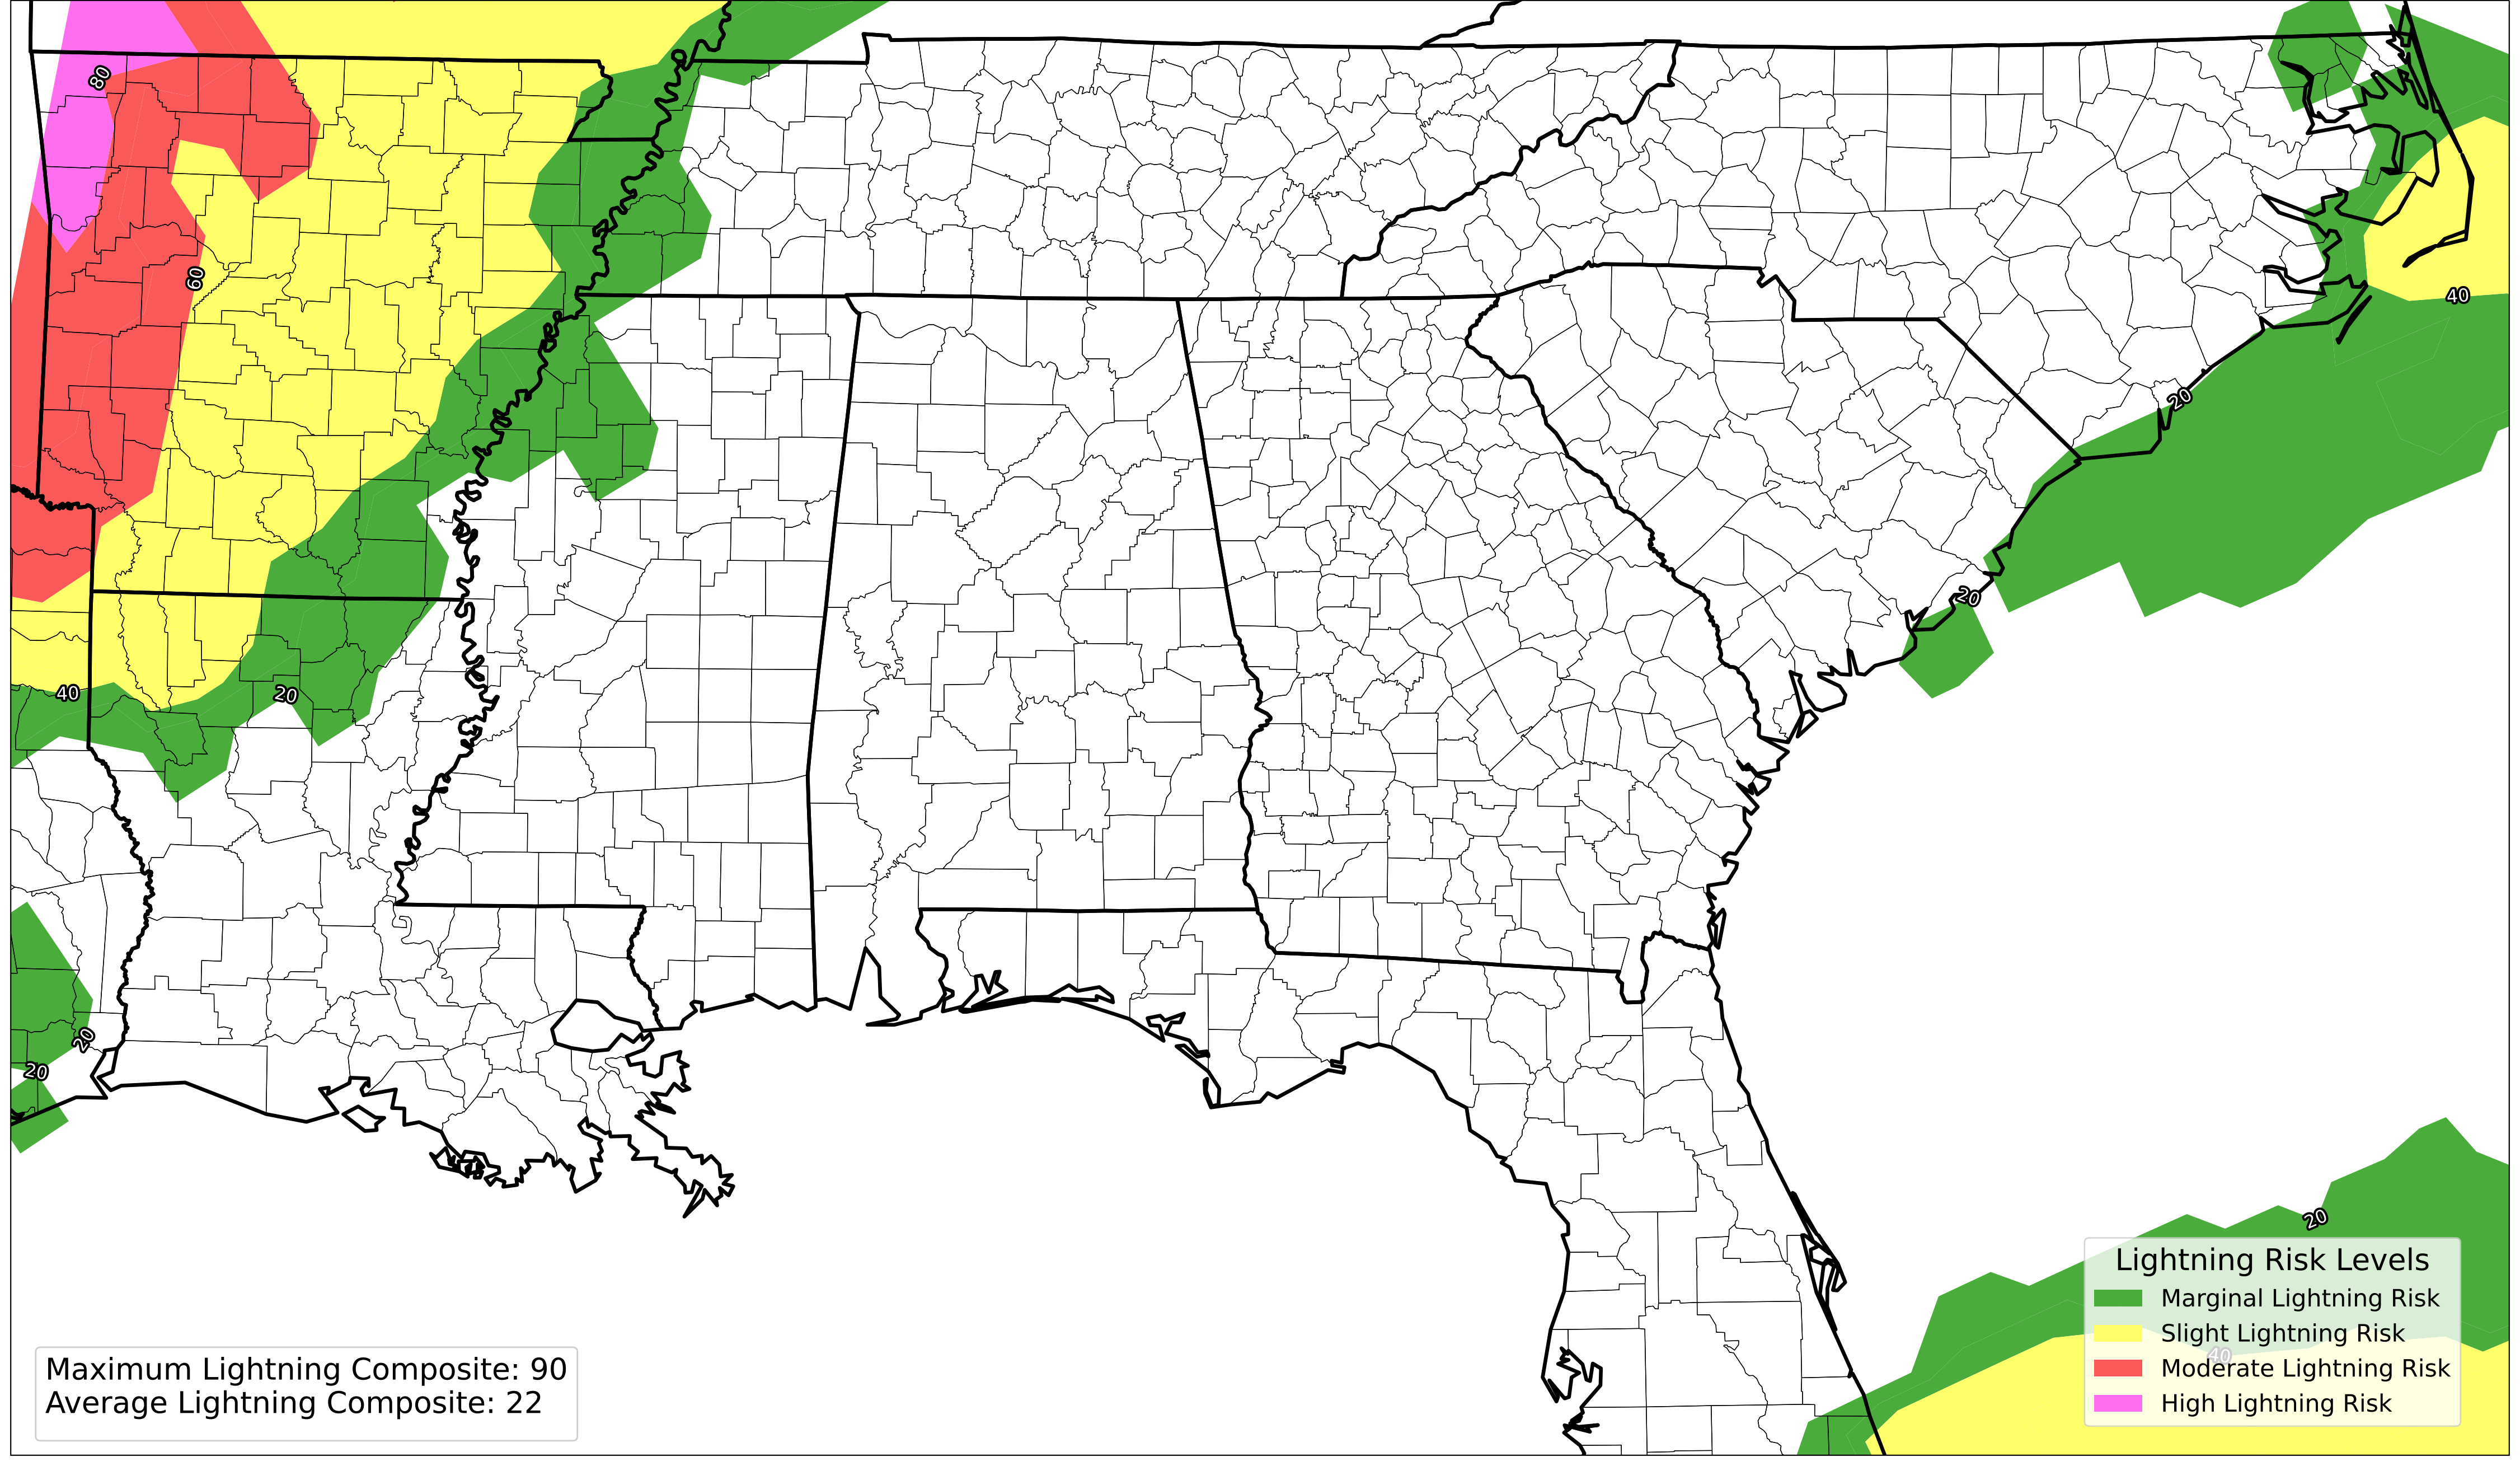 80
60
40
20
40
20
20
20
20
20
40
Lightning Risk Levels
Marginal Lightning Risk
Slight Lightning Risk
Moderate Lightning Risk
High Lightning Risk
Maximum Lightning Composite: 90
Average Lightning Composite: 22